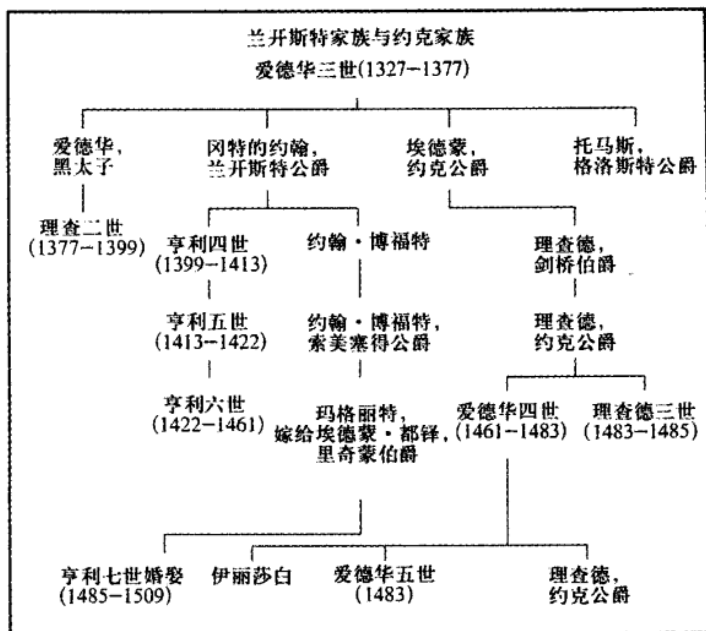 兰开斯特家族与约克家族
爱德华三世(1327-1377)
爱德华,
黑太子
冈特的约翰,
兰开斯特公爵
埃德蒙,
约克公爵
托马斯,
格洛斯特公爵
理查二世
(1377-1399)
亨利四世
(1399-1413)
约翰·博福特
理查德,
剑桥伯爵
亨利五世
(1413-1422)
约翰·博福特,
索美塞得公爵
理查德,
约克公爵
亨利六世
(1422-1461)
玛格丽特,
嫁给埃德蒙·都铎,
里奇蒙伯爵
爱德华四世
(1461-1483)
理查德三世
(1483-1485)
亨利七世婚娶
(1485-1509)
伊丽莎白
爱德华五世
(1483)
理查德,
约克公爵